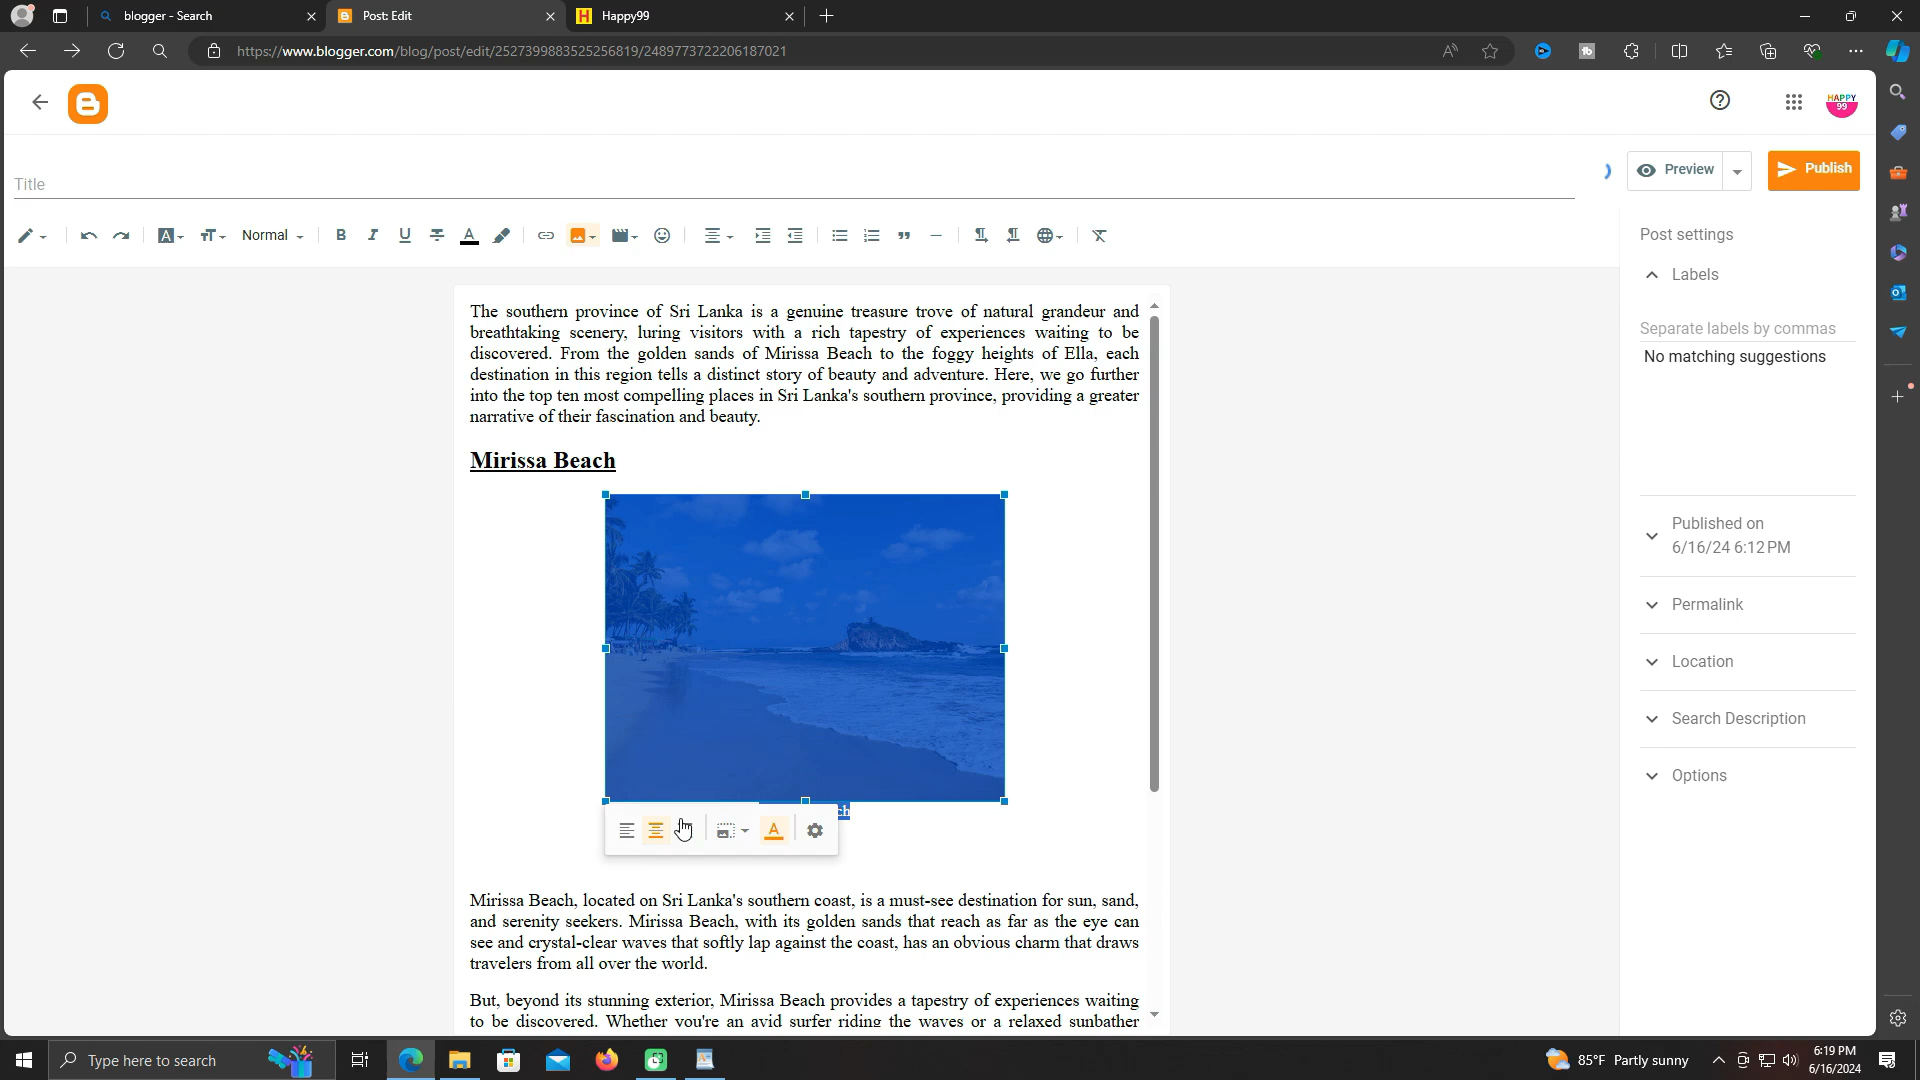 blogger - Search
Post: Edit
Happy99
https://www.blogger.com/blog/post/edit/2527399883525256819/2489773722206187021
HAPPY
99
Title
Preview
Publish
Normal
Post settings
Labels
Separate labels by commas
No matching suggestions
The southern province of Sri Lanka is a genuine treasure trove of natural grandeur and
breathtaking scenery, luring visitors with a rich tapestry of experiences waiting to be
discovered. From the golden sands of Mirissa Beach to the foggy heights of Ella, each
destination in this region tells a distinct story of beauty and adventure. Here, we go further
into the top ten most compelling places in Sri Lanka's southern province, providing a greater
narrative of their fascination and beauty.
Mirissa Beach
ch
Published on
6/16/24 6:12 PM
Permalink
Location
Search Description
Options
Mirissa Beach, located on Sri Lanka's southern coast, is a must-see destination for sun, sand,
and serenity seekers. Mirissa Beach, with its golden sands that reach as far as the eye can
see and crystal-clear waves that softly lap against the coast, has an obvious charm that draws
travelers from all over the world.
But, beyond its stunning exterior, Mirissa Beach provides a tapestry of experiences waiting
to be discovered. Whether you're an avid surfer riding the waves or a relaxed sunbather
Type here to search
85°F Partly sunny
6:19 PM
6/16/2024